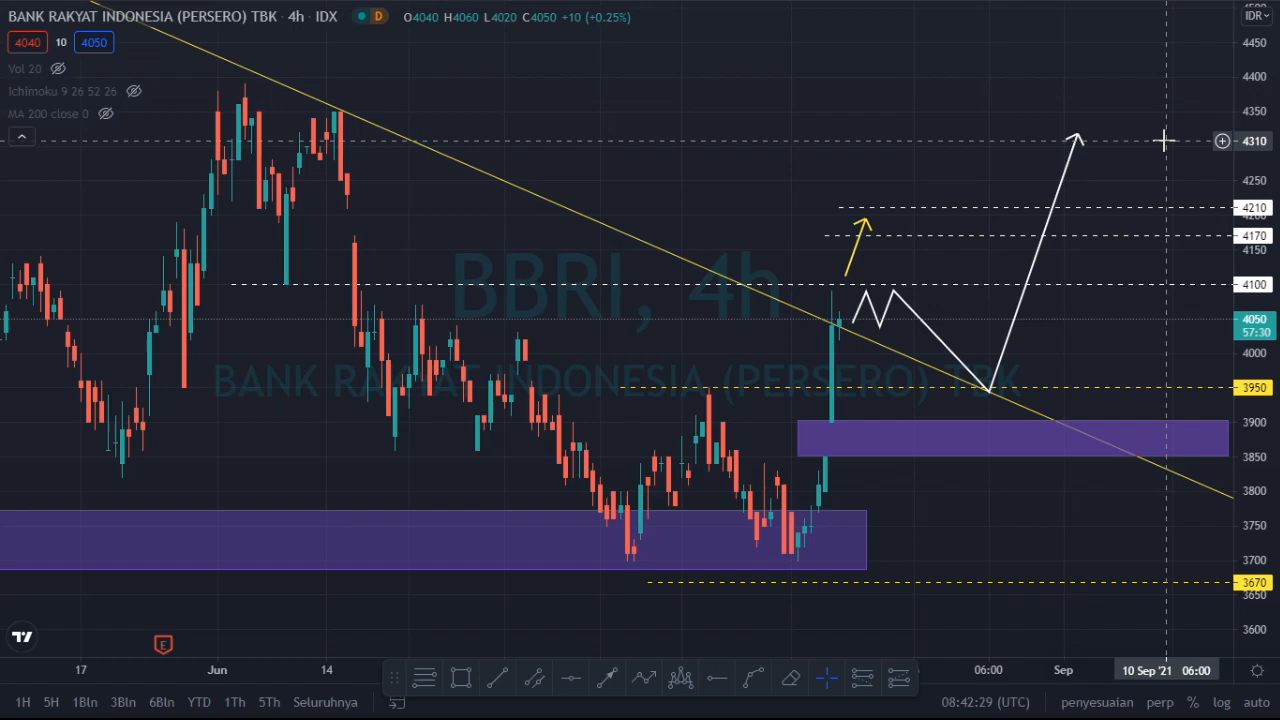 BANK RAKYAT INDONESIA (PERSERO) TBK · 4h · IDX D O4040 H4060 L4020 C4050 +10 (+0.25%)
IDR
4040 10 4050
Vol 20
Ichimoku 9 26 52 26
MA 200 close 0
BBRI, 4h
BANK RAKYAT INDONESIA (PERSERO) TBK
4450
4400
4350
4310
4250
4210
4170
4150
4100
4050
57:30
4000
3950
3900
3850
3800
3750
3700
3670
3650
3600
E
17 Jun 14 06:00 Sep 10 Sep '21 06:00
1H 5H 1Bln 3Bln 6Bln YTD 1Th 5Th Seluruhnya 08:42:29 (UTC) penyesuaian perp % log auto